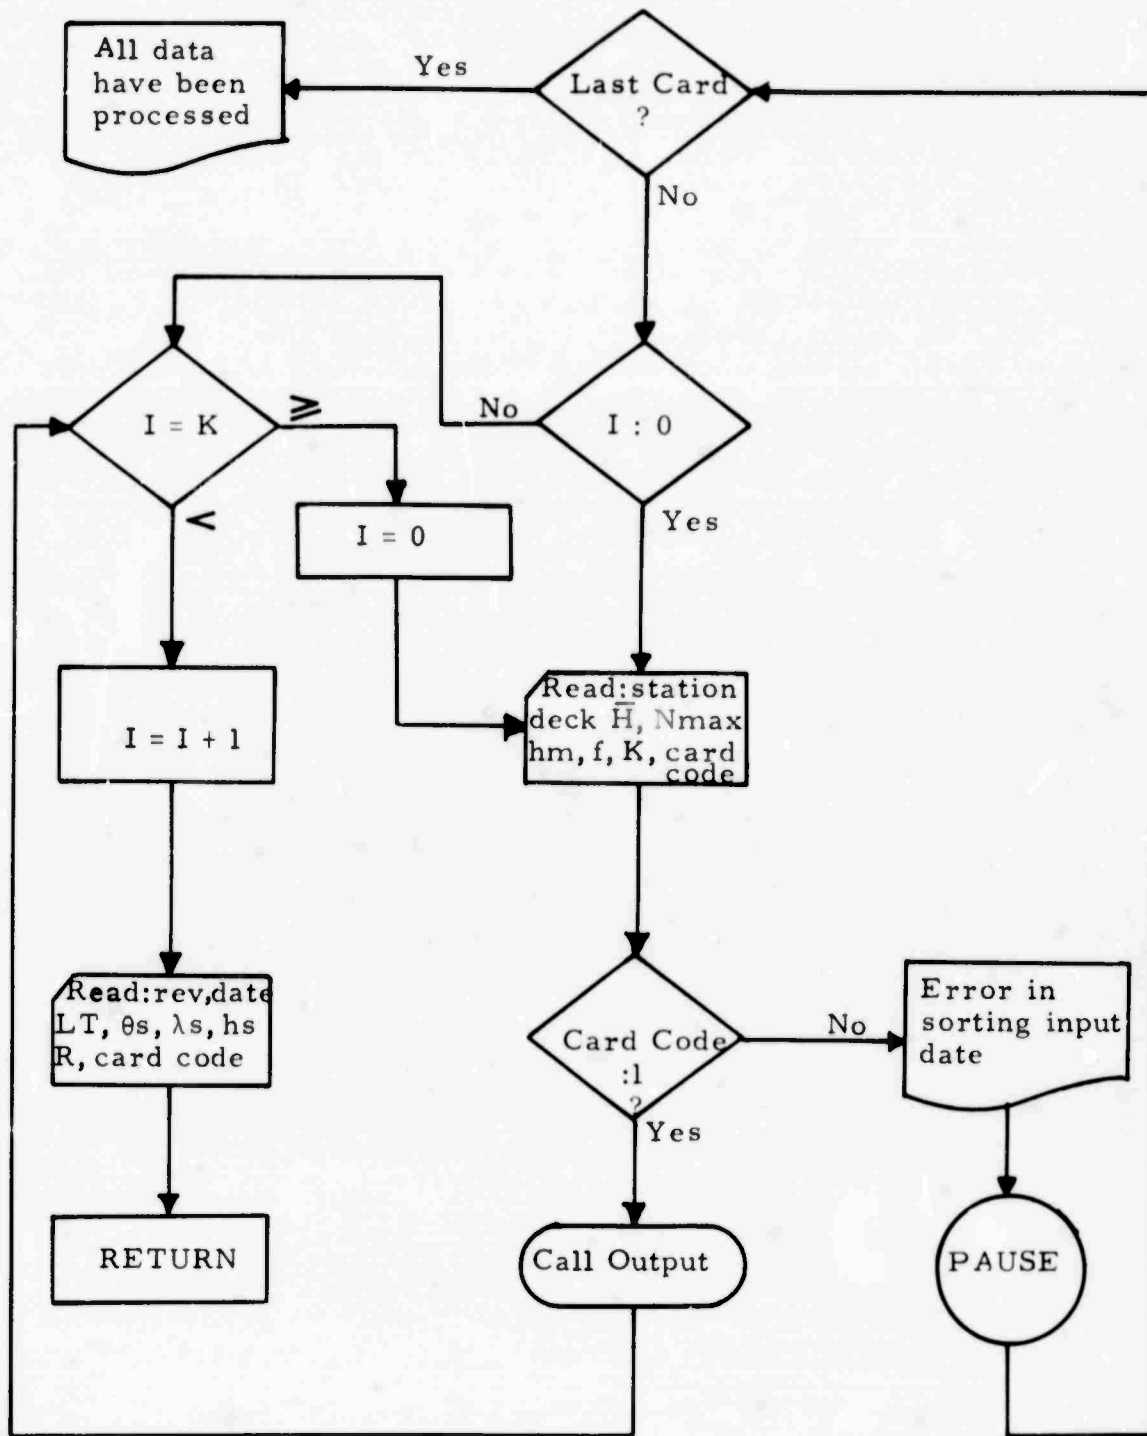 All data
have been
processed
Yes
Last Card
?
No
I = K
≥
<
No
I : 0
Yes
I = 0
I = I + 1
Read:station
deck H̅, Nmax
hm, f, K, card
code
Read:rev,date
LT, θs, λs, hs
R, card code
RETURN
Card Code
:1
?
No
Yes
Error in
sorting input
date
Call Output
PAUSE